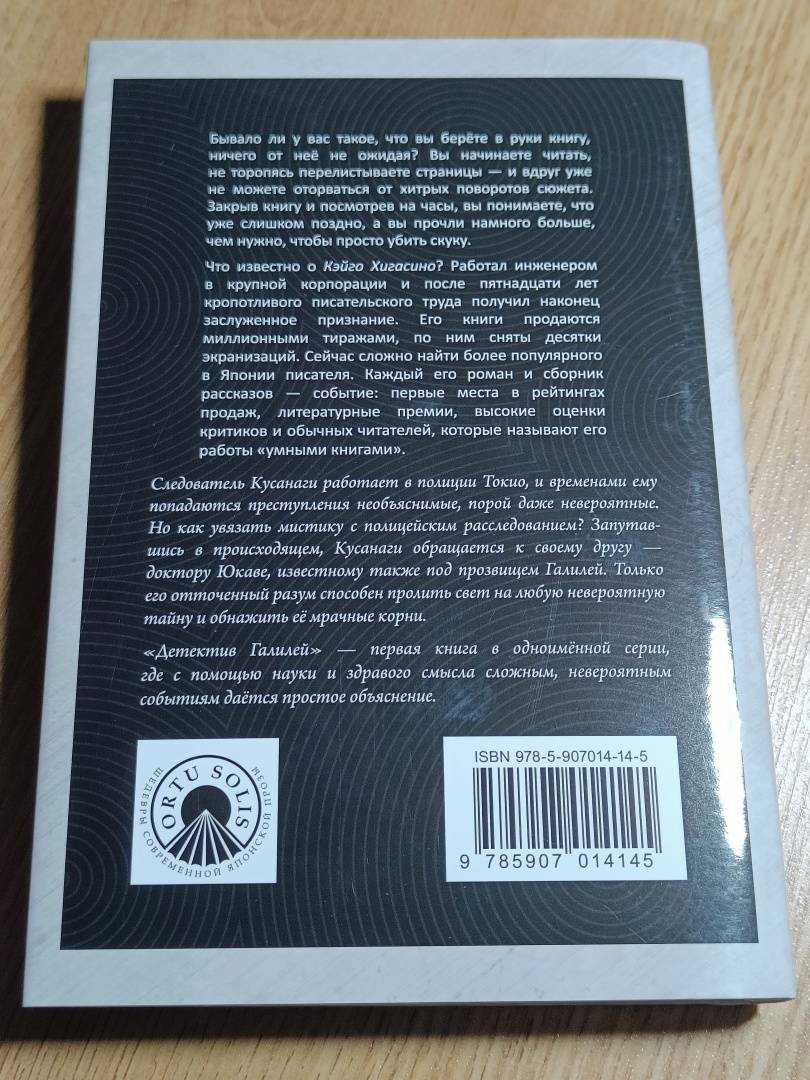 Бывало ли у вас такое, что вы берёте в руки книгу,
ничего от неё не ожидая? Вы начинаете читать,
не торопясь перелистываете страницы — и вдруг уже
не можете оторваться от хитрых поворотов сюжета.
Закрыв книгу и посмотрев на часы, вы понимаете, что
уже слишком поздно, а вы прочли намного больше,
чем нужно, чтобы просто убить скуку.
Что известно о Кэйго Хигасино? Работал инженером
в крупной корпорации и после пятнадцати лет
кропотливого писательского труда получил наконец
заслуженное признание. Его книги продаются
миллионными тиражами, по ним сняты десятки
экранизаций. Сейчас сложно найти более популярного
в Японии писателя. Каждый его роман и сборник
рассказов — событие: первые места в рейтингах
продаж, литературные премии, высокие оценки
критиков и обычных читателей, которые называют его
работы «умными книгами».
Следователь Кусанаги работает в полиции Токио, и временами ему
попадаются преступления необъяснимые, порой даже невероятные.
Но как увязать мистику с полицейским расследованием? Запутав-
шись в происходящем, Кусанаги обращается к своему другу —
доктору Юкаве, известному также под прозвищем Галилей. Только
его отточенный разум способен пролить свет на любую невероятную
тайну и обнажить её мрачные корни.
«Детектив Галилей» — первая книга в одноимённой серии,
где с помощью науки и здравого смысла сложным, невероятным
событиям даётся простое объяснение.
ORTU SOLIS
ШЕДЕВРЫ СОВРЕМЕННОЙ ЯПОНСКОЙ ПРОЗЫ
ISBN 978-5-907014-14-5
9 785907 014145